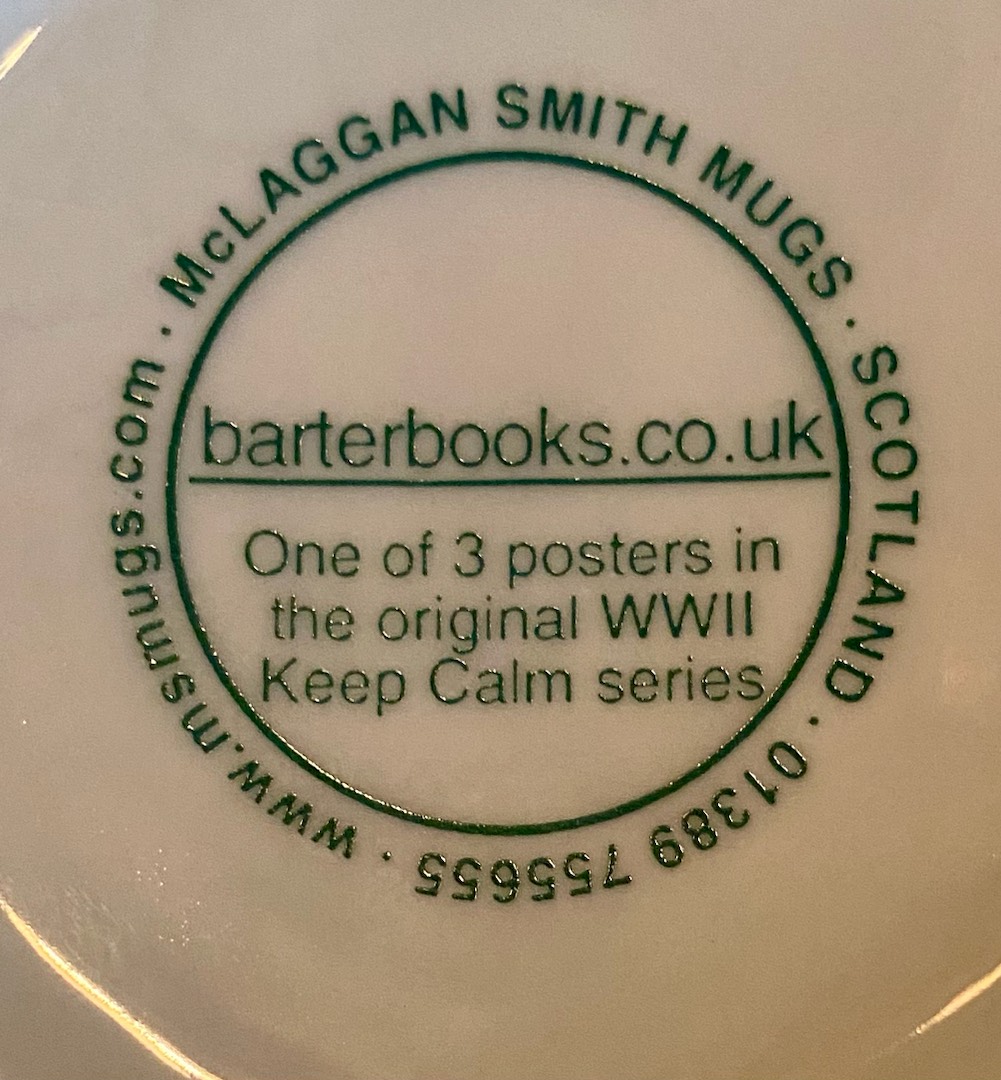 McLAGGAN SMITH MUGS · SCOTLAND · 01389 755655 · www.msmugs.com ·
barterbooks.co.uk
One of 3 posters in
the original WWII
Keep Calm series